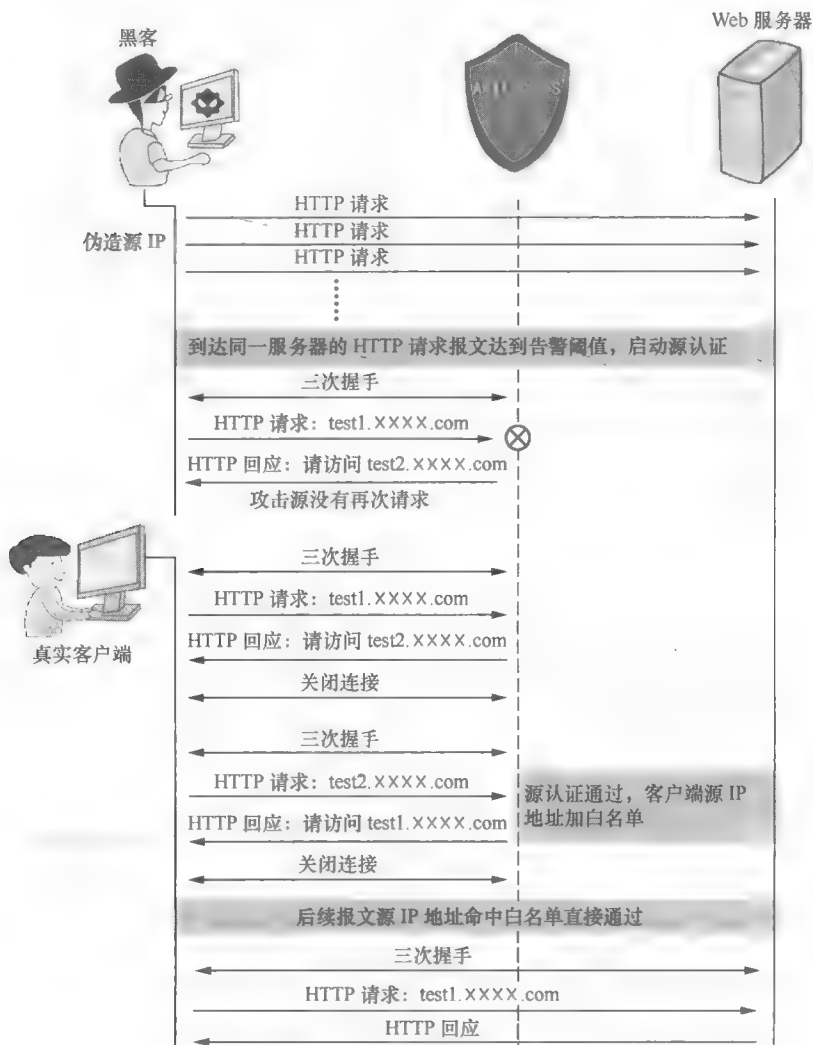 Web 服务器
黑客
HTTP 请求
伪造源 IP
HTTP 请求
HTTP 请求
到达同一服务器的 HTTP 请求报文达到告警阈值，启动源认证
三次握手
HTTP 请求：test1.XXXX.com
HTTP 回应：请访问 test2.XXXX.com
攻击源没有再次请求
三次握手
HTTP 请求：test1.XXXX.com
HTTP 回应：请访问 test2.XXXX.com
真实客户端
关闭连接
三次握手
HTTP 请求：test2.XXXX.com
源认证通过，客户端源 IP
地址加白名单
HTTP 回应：请访问 test1.XXXX.com
关闭连接
后续报文源 IP 地址命中白名单直接通过
三次握手
HTTP 请求：test1.XXXX.com
HTTP 回应